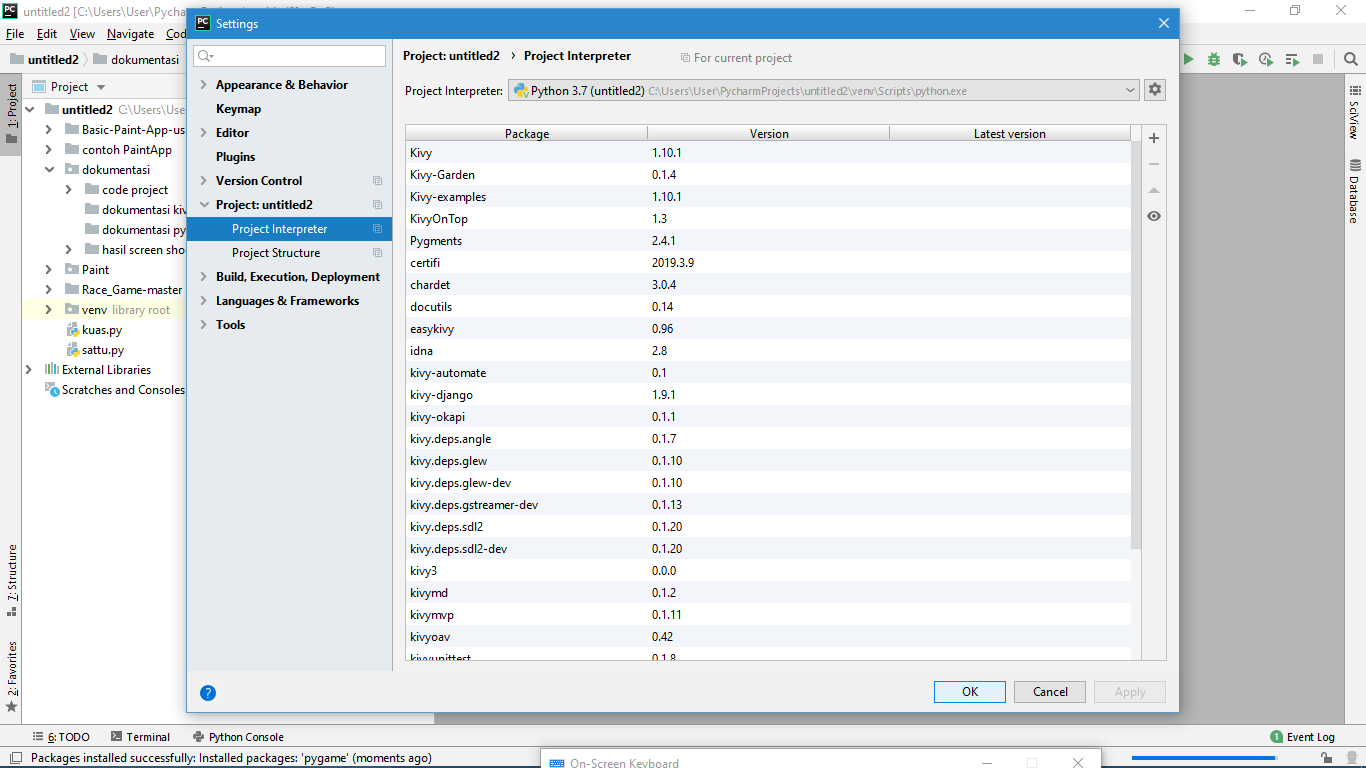 untitled2 [C:\Users\User\Pycha
File Edit View Navigate Cod
untitled2 dokumentasi
1: Project
7: Structure
2: Favorites
Project
untitled2 C:\Users\Use
Basic-Paint-App-us
contoh PaintApp
dokumentasi
code project
dokumentasi kiv
dokumentasi py
hasil screen sho
Paint
Race_Game-master
venv library root
kuas.py
sattu.py
External Libraries
Scratches and Consoles
PC Settings
Appearance & Behavior
Keymap
Editor
Plugins
Version Control
Project: untitled2
Project Interpreter
Project Structure
Build, Execution, Deployment
Languages & Frameworks
Tools
Project: untitled2 › Project Interpreter For current project
Project Interpreter: Python 3.7 (untitled2) C:\Users\User\PycharmProjects\untitled2\venv\Scripts\python.exe
Package Version Latest version
Kivy 1.10.1
Kivy-Garden 0.1.4
Kivy-examples 1.10.1
KivyOnTop 1.3
Pygments 2.4.1
certifi 2019.3.9
chardet 3.0.4
docutils 0.14
easykivy 0.96
idna 2.8
kivy-automate 0.1
kivy-django 1.9.1
kivy-okapi 0.1.1
kivy.deps.angle 0.1.7
kivy.deps.glew 0.1.10
kivy.deps.glew-dev 0.1.10
kivy.deps.gstreamer-dev 0.1.13
kivy.deps.sdl2 0.1.20
kivy.deps.sdl2-dev 0.1.20
kivy3 0.0.0
kivymd 0.1.2
kivymvp 0.1.11
kivyoav 0.42
kivyunittest 0.1.8
? OK Cancel Apply
SciView
Database
6: TODO Terminal Python Console 1 Event Log
Packages installed successfully: Installed packages: 'pygame' (moments ago)
On-Screen Keyboard